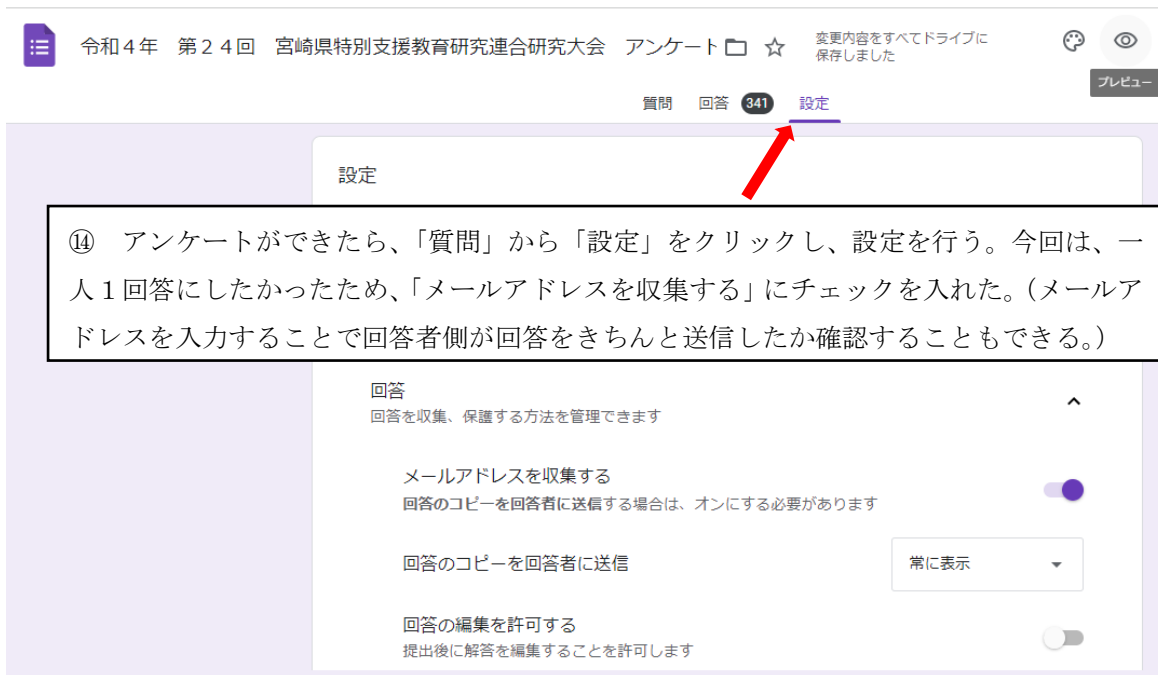 令和4年　第24回　宮崎県特別支援教育研究連合研究大会　アンケート
変更内容をすべてドライブに
保存しました
プレビュー
質問　回答　341　設定
設定
⑭　アンケートができたら、「質問」から「設定」をクリックし、設定を行う。今回は、一
人１回答にしたかったため、「メールアドレスを収集する」にチェックを入れた。（メールア
ドレスを入力することで回答者側が回答をきちんと送信したか確認することもできる。）
回答
回答を収集、保護する方法を管理できます
メールアドレスを収集する
回答のコピーを回答者に送信する場合は、オンにする必要があります
回答のコピーを回答者に送信　常に表示
回答の編集を許可する
提出後に解答を編集することを許可します